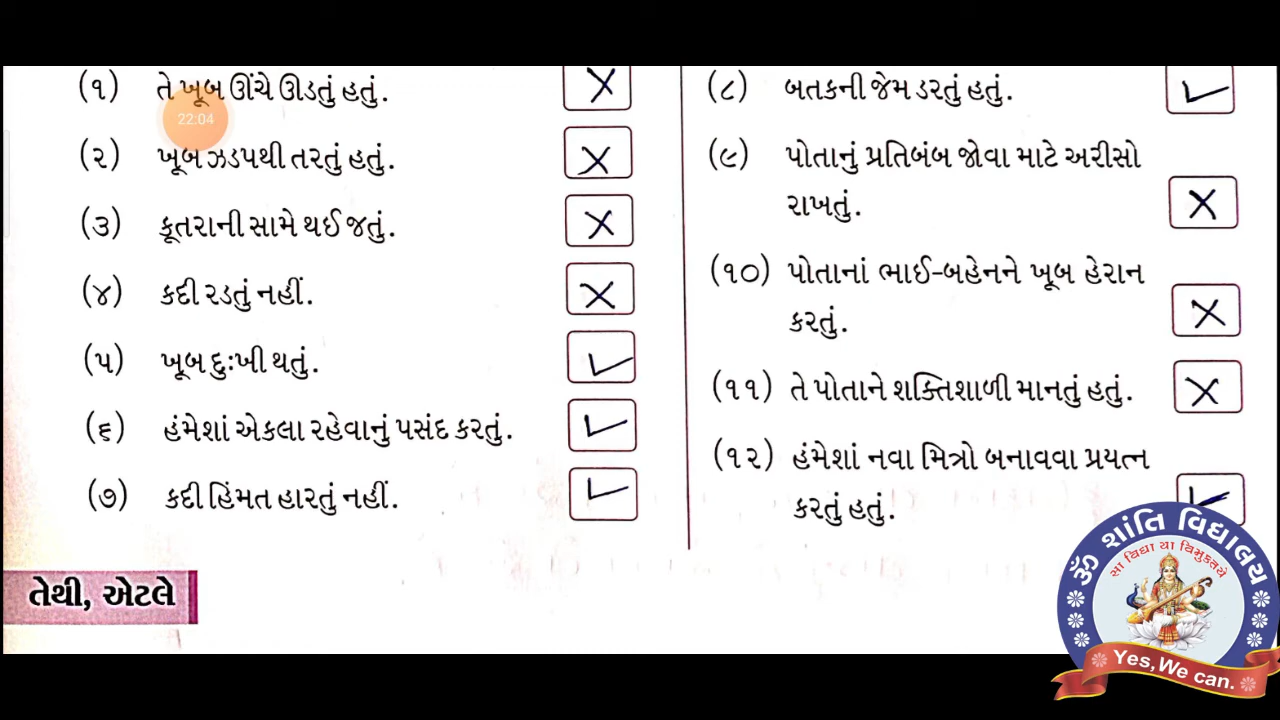 (૧) તે ખૂબ ઊંચે ઊડતું હતું.
22:04
(૨) ખૂબ ઝડપથી તરતું હતું.
(૩) કૂતરાની સામે થઈ જતું.
(૪) કદી રડતું નહીં.
(૫) ખૂબ દુઃખી થતું.
(૬) હંમેશાં એકલા રહેવાનું પસંદ કરતું.
(૭) કદી હિંમત હારતું નહીં.
(૮) બતકની જેમ ડરતું હતું.
(૯) પોતાનું પ્રતિબંબ જોવા માટે અરીસો
રાખતું.
(૧૦) પોતાનાં ભાઈ-બહેનને ખૂબ હેરાન
કરતું.
(૧૧) તે પોતાને શક્તિશાળી માનતું હતું.
(૧૨) હંમેશાં નવા મિત્રો બનાવવા પ્રયત્ન
કરતું હતું.
તેથી, એટલે
ૐ શાંતિ વિદ્યાલય
સા વિદ્યા યા વિમુક્તયે
Yes, We can.